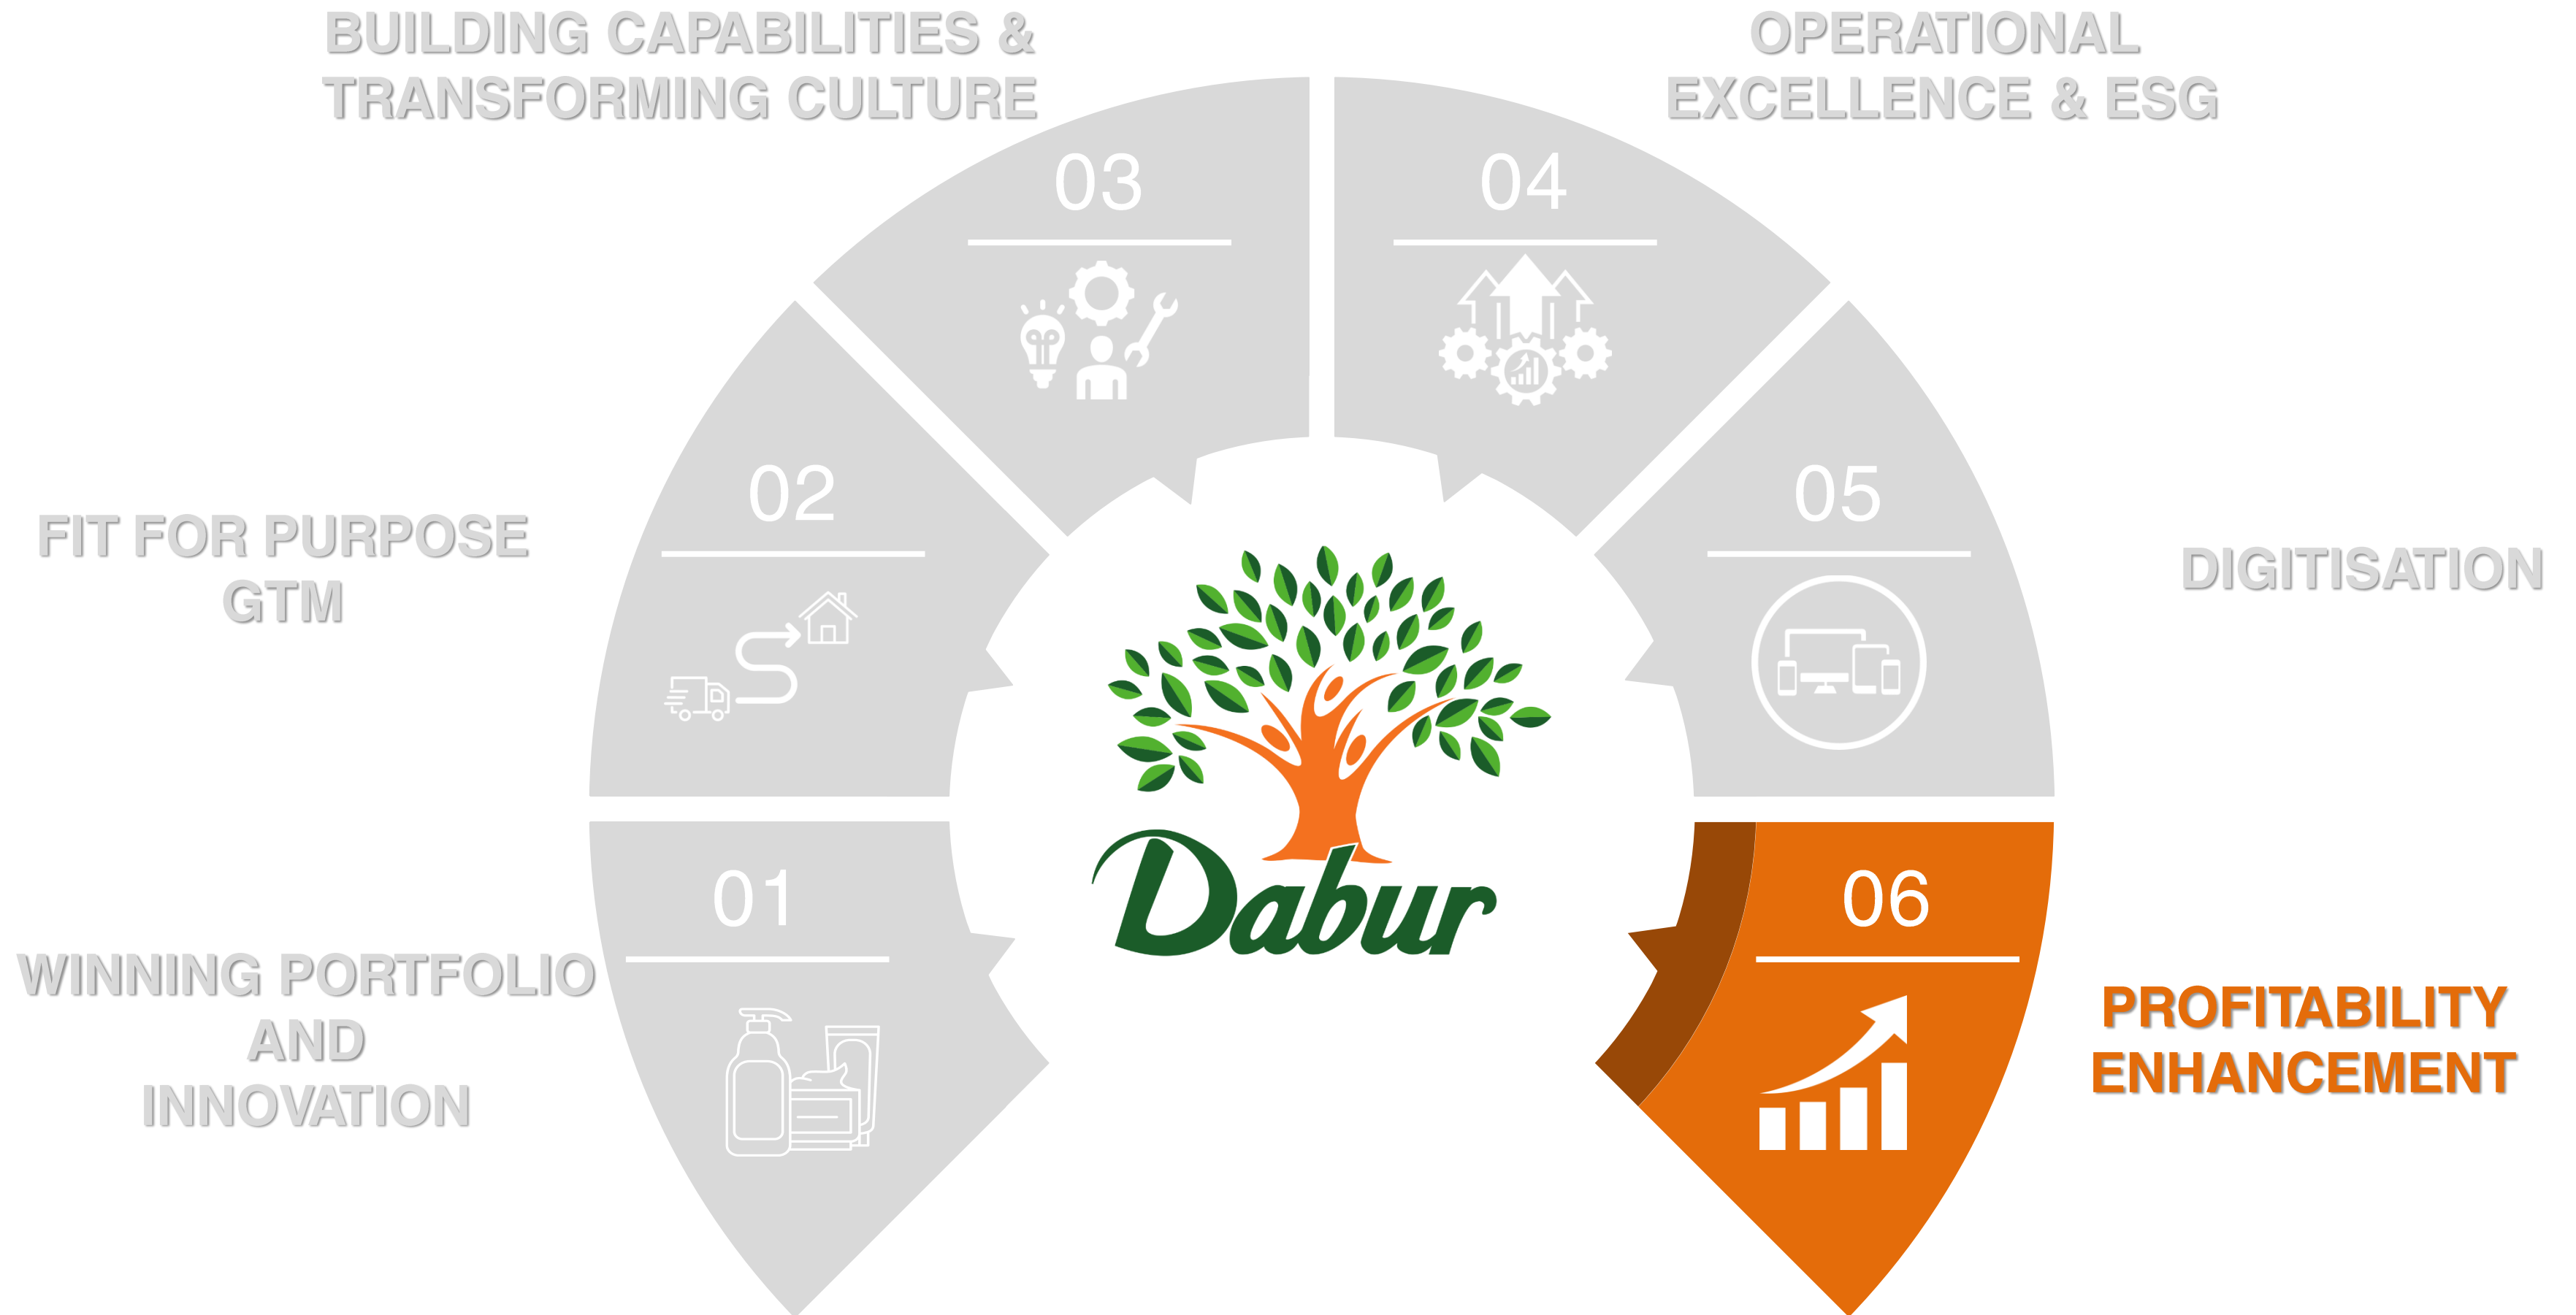 BUILDING CAPABILITIES &
TRANSFORMING CULTURE
OPERATIONAL
EXCELLENCE & ESG
03
04
02
05
FIT FOR PURPOSE
GTM
DIGITISATION
Dabur
01
06
WINNING PORTFOLIO
AND
INNOVATION
PROFITABILITY
ENHANCEMENT